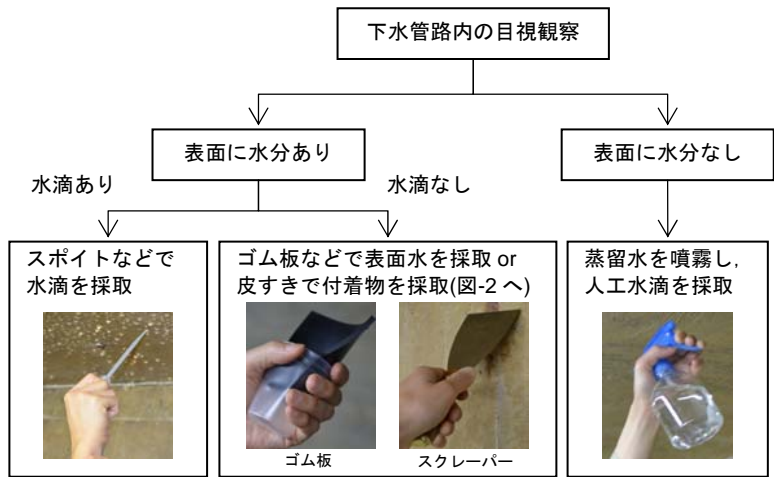 下水管路内の目視観察
表面に水分あり
表面に水分なし
水滴あり
水滴なし
スポイトなどで
水滴を採取
ゴム板などで表面水を採取 or
皮すきで付着物を採取(図-2 へ)
ゴム板
スクレーパー
蒸留水を噴霧し,
人工水滴を採取